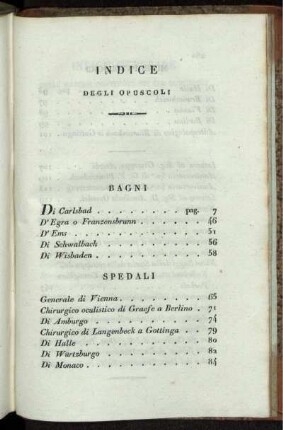 INDICE
DEGLI OPUSCOLI
BAGNI
Di Carlsbad . . . . . . . . pag. 7
D'Egra o Franzensbrunn . . . . . . . 46
D'Ems . . . . . . . . . . . . . 51
Di Schwalbach . . . . . . . . . . 56
Di Wisbaden . . . . . . . . . . . 58
SPEDALI
Generale di Vienna . . . . . . . . . 65
Chirurgico oculistico di Graefe a Berlino . . 71
Di Amburgo . . . . . . . . . . . 74
Chirurgico di Langenbeck a Gottinga . . . 79
Di Halle . . . . . . . . . . . . 80
Di Würtzburgo . . . . . . . . . . 82
Di Monaco . . . . . . . . . . . . 84